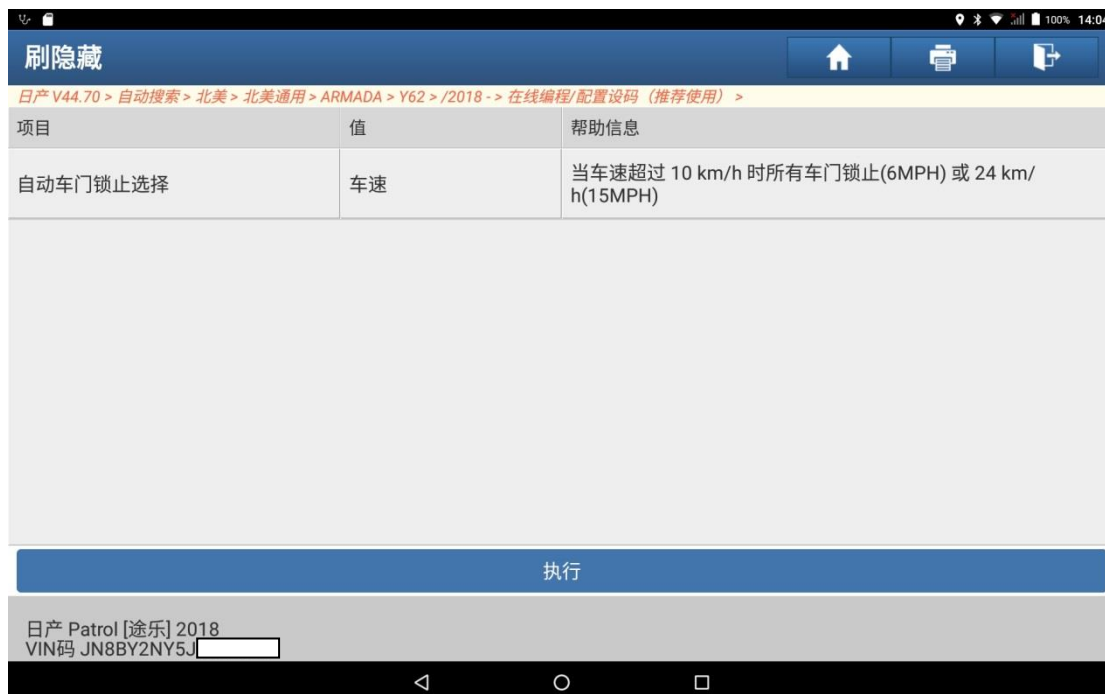 100% 14:04
刷隐藏
日产 V44.70 > 自动搜索 > 北美 > 北美通用 > ARMADA > Y62 > /2018 - > 在线编程/配置设码（推荐使用） >
项目 值 帮助信息
自动车门锁止选择 车速 当车速超过 10 km/h 时所有车门锁止(6MPH) 或 24 km/
h(15MPH)
执行
日产 Patrol [途乐] 2018
VIN码 JN8BY2NY5J